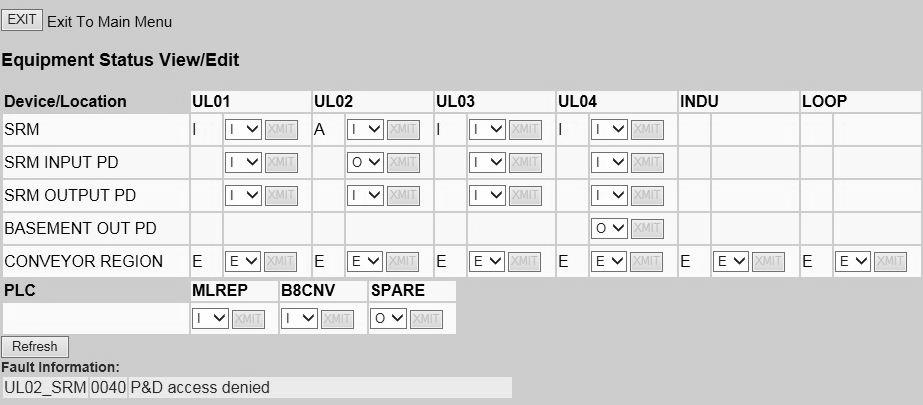 EXIT Exit To Main Menu
Equipment Status View/Edit
Device/Location UL01 UL02 UL03 UL04 INDU LOOP
SRM I I XMIT A I XMIT I I XMIT I I XMIT
SRM INPUT PD I XMIT O XMIT I XMIT I XMIT
SRM OUTPUT PD I XMIT I XMIT I XMIT I XMIT
BASEMENT OUT PD O XMIT
CONVEYOR REGION E E XMIT E E XMIT E E XMIT E E XMIT E E XMIT E E XMIT
PLC MLREP B8CNV SPARE
I XMIT I XMIT O XMIT
Refresh
Fault Information:
UL02_SRM 0040 P&D access denied